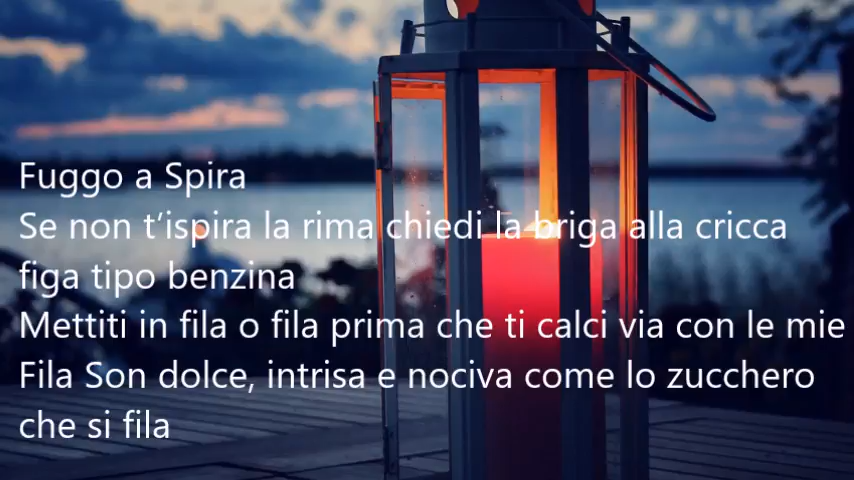 Fuggo a Spira
Se non t’ispira la rima chiedi la briga alla cricca
figa tipo benzina
Mettiti in fila o fila prima che ti calci via con le mie
Fila Son dolce, intrisa e nociva come lo zucchero
che si fila